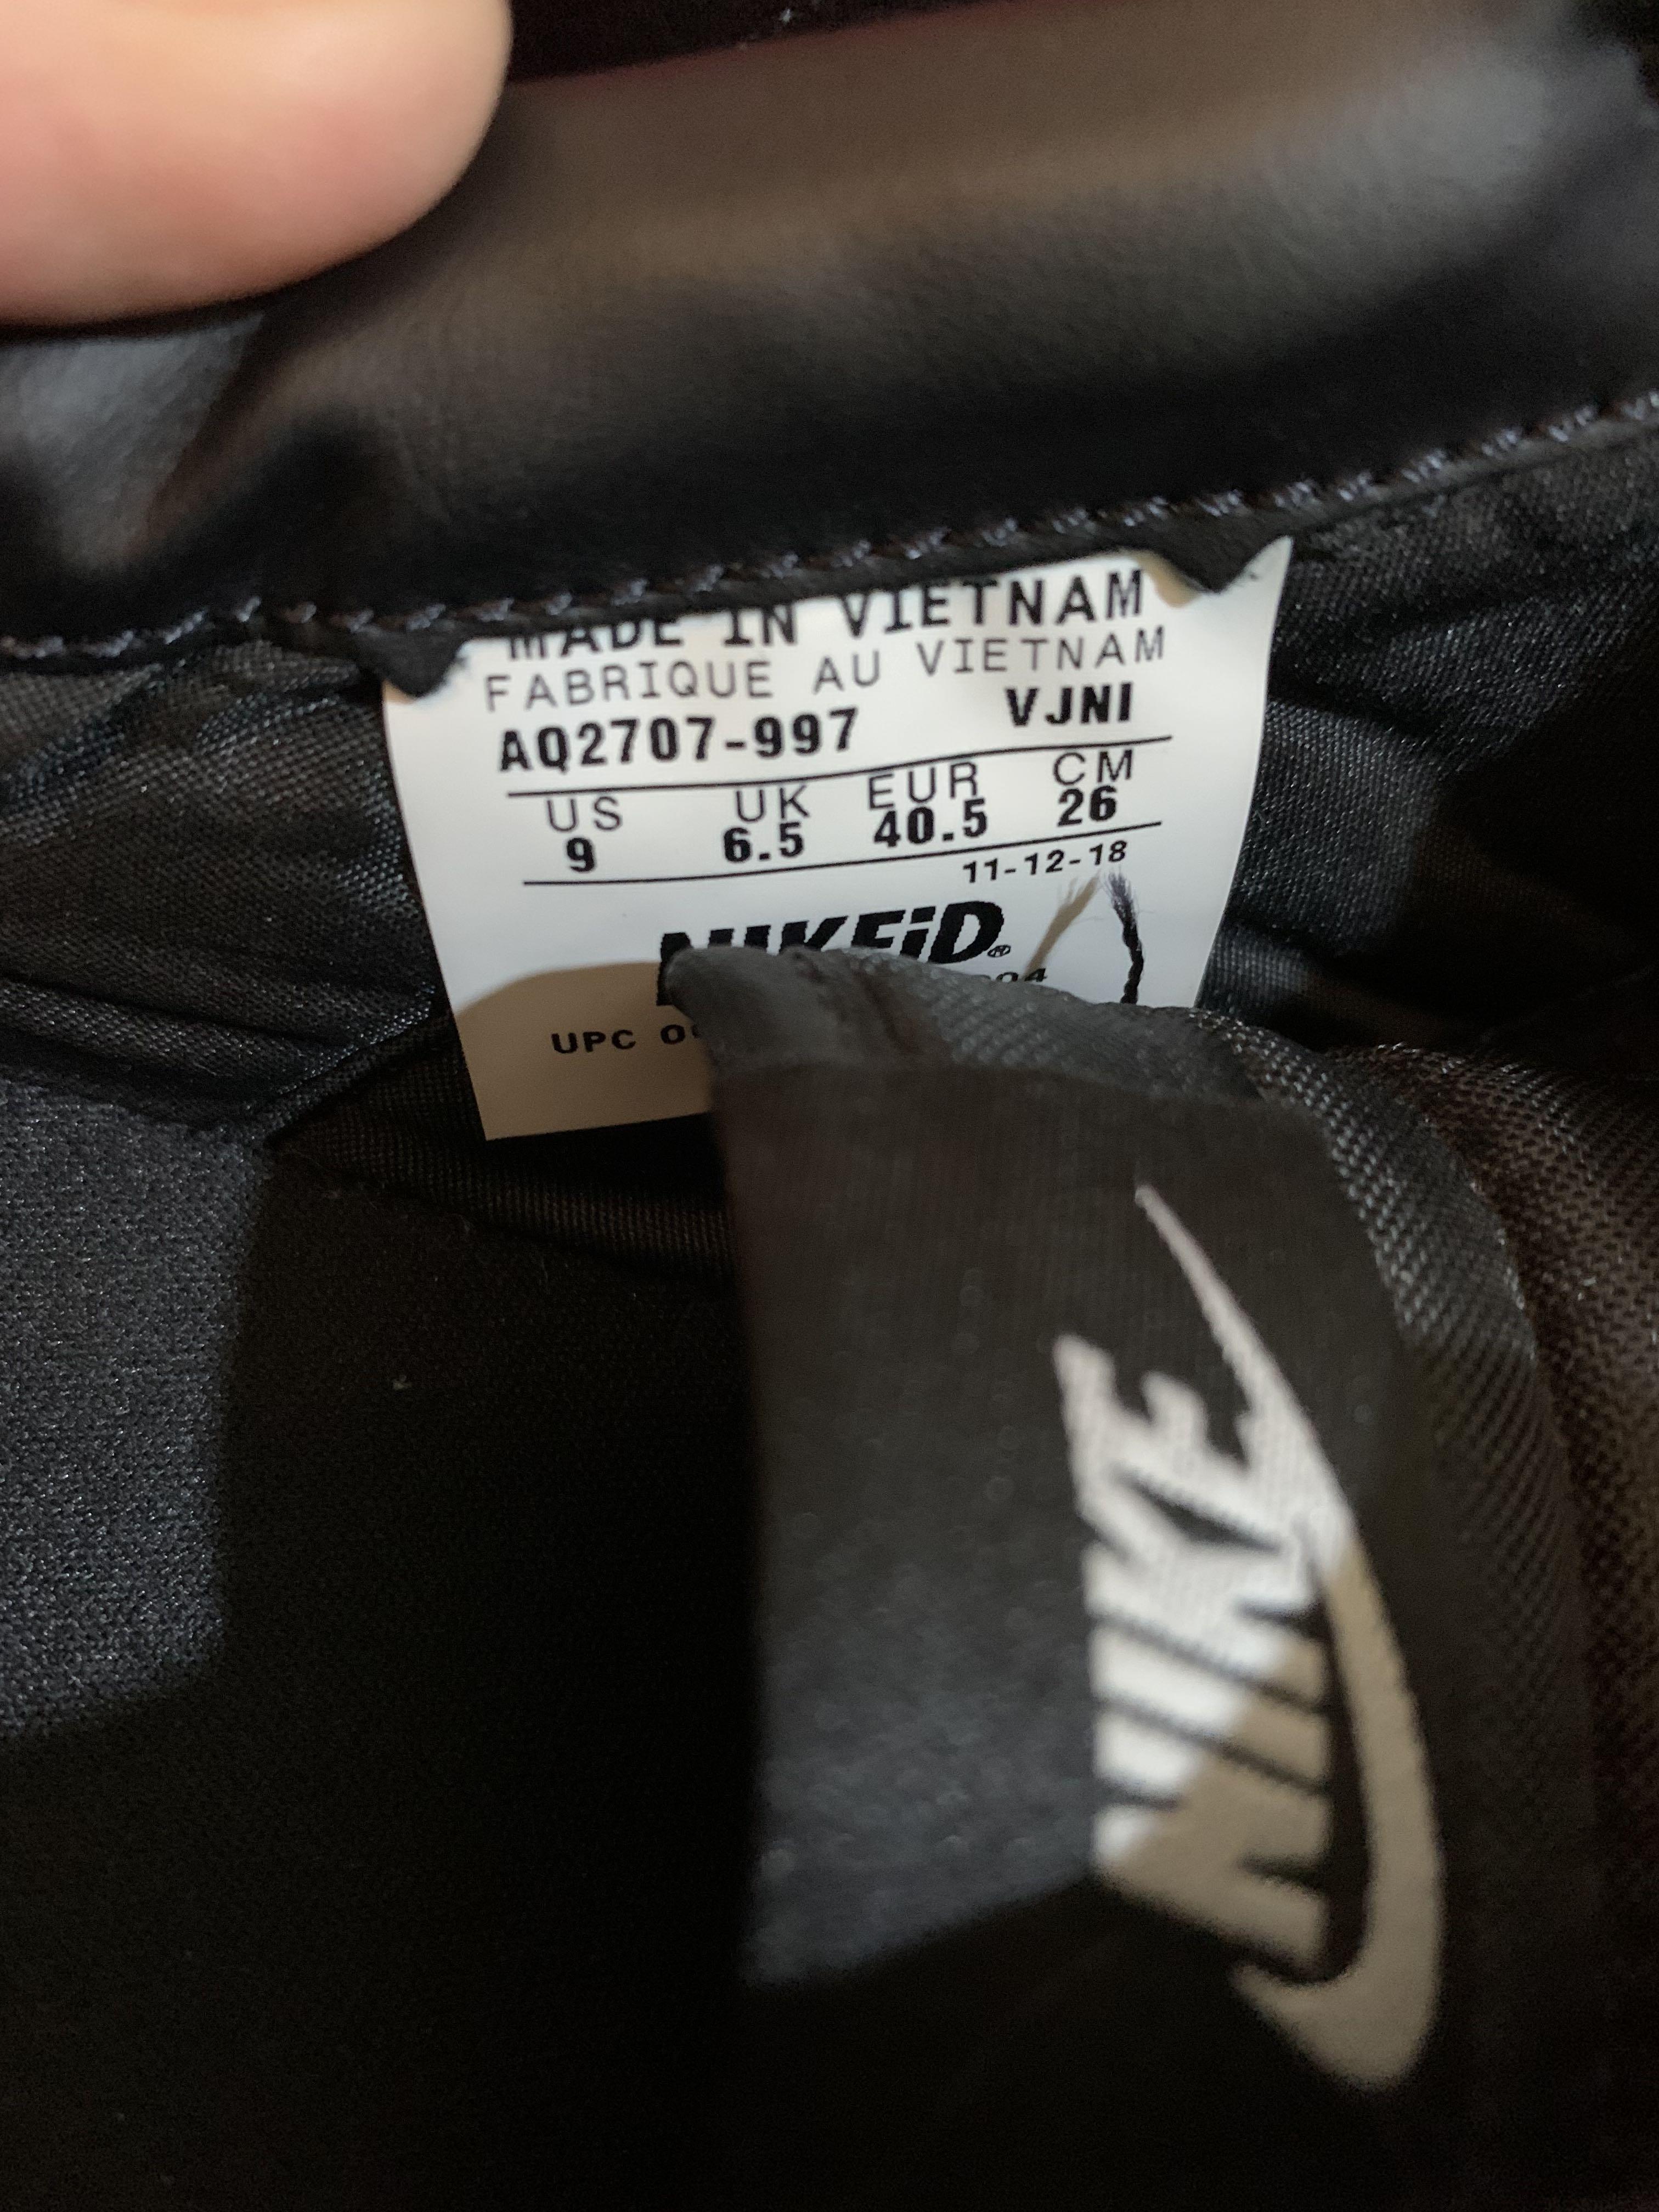 MADE IN VIETNAM
FABRIQUE AU VIETNAM
AQ2707-997 VJNI
US UK EUR CM
9 6.5 40.5 26
11-12-18
NIKEiD®
UPC
NIKE